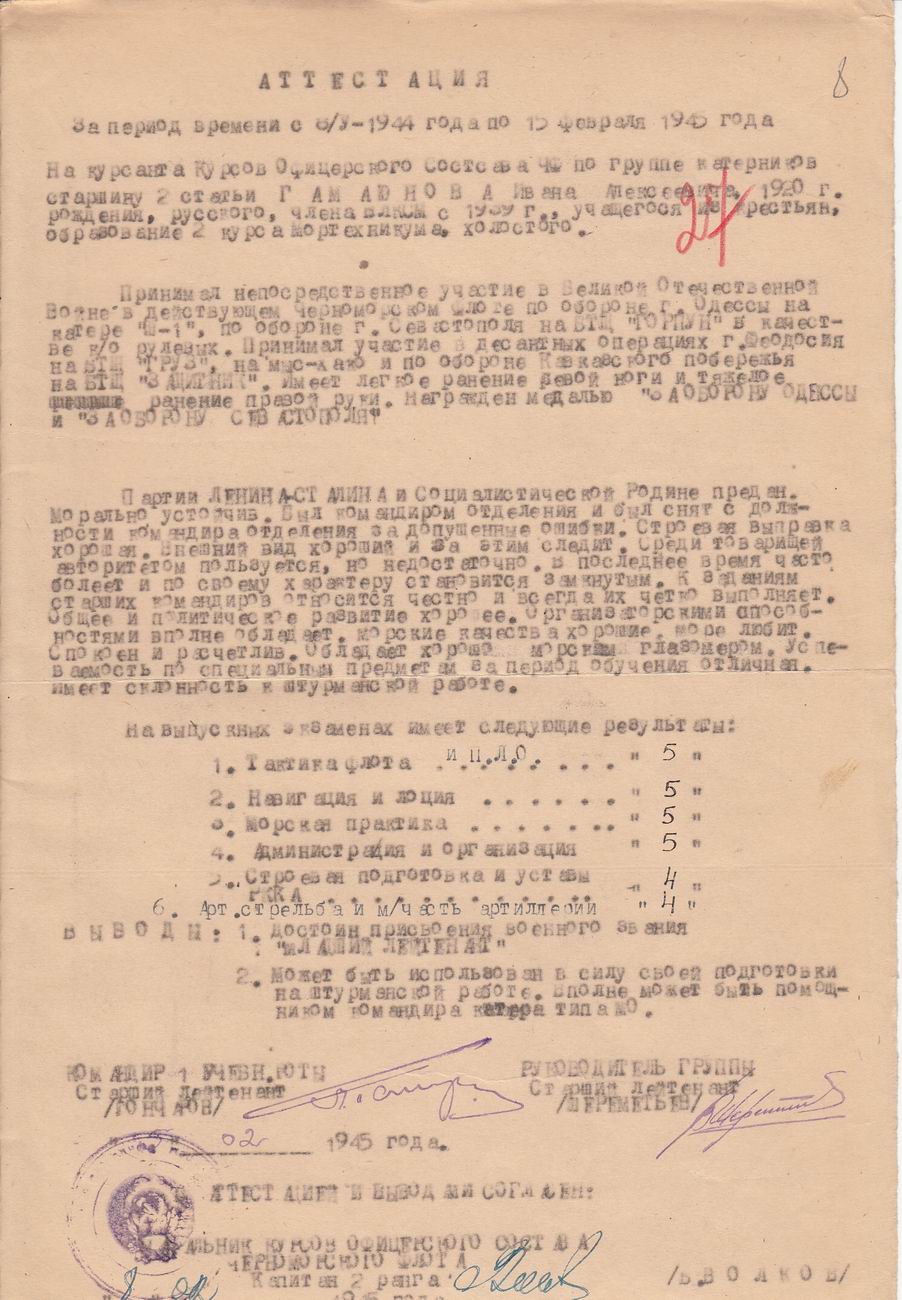 8
АТТЕСТАЦИЯ
За период времени с 8/У-1944 года по 15 февраля 1945 года
На курсанта Курсов Офицерского Состава ЧФ по группе катерников
старшину 2 статьи ГАМАЮНОВА Ивана Алексеевича, 1920 г.
рождения, русского, члена ВЛКСМ с 1939 г., учащегося из крестьян,
образование 2 курса Мортехникума, холостого.
Принимал непосредственное участие в Великой Отечественной
Войне в действующем Черноморском Флоте по обороне г. Одессы на
катере "Ш-1", по обороне г. Севастополя на БТЩ "ГОРПУН" в качест-
ве к/о рулевых. Принимал участие в десантных операциях г. Феодосия
на БТЩ "ГРУЗ", на мыс-хако и по обороне Кавказского побережья
на БТЩ "ЗАЩИТНИК". Имеет легкое ранение левой ноги и тяжелое
ранение правой руки. Награжден медалью "ЗА ОБОРОНУ ОДЕССЫ
и "ЗА ОБОРОНУ СЕВАСТОПОЛЯ"
Партии ЛЕНИНА-СТАЛИНА и Социалистической Родине предан.
Морально устойчив. Был командиром отделения и был снят с долж-
ности командира отделения за допущенные ошибки. Строевая выправка
хорошая. Внешний вид хороший и за этим следит. Среди товарищей
авторитетом пользуется, но недостаточно. В последнее время часто
болеет и по своему характеру становится замкнутым. К заданиям
старших командиров относится честно и всегда их четко выполняет.
Общее и политическое развитие хорошее. Организаторскими способ-
ностями вполне обладает. Морские качества хорошие, море любит.
Спокоен и расчетлив. Обладает хорошо морским глазомером. Успе-
ваемость по специальным предметам за период обучения отличная.
Имеет склонность к штурманской работе.
На выпускных экзаменах имеет следующие результаты:
1. Тактика флота и П.Л.О. . . . . " 5 "
2. Навигация и лоция . . . . . . " 5 "
3. Морская практика . . . . . . . " 5 "
4. Администрация и организация " 5 "
5. Строевая подготовка и уставы
РККА . . . . . . . . . . " 4 "
6. Арт.стрельба и м/часть артиллерии " 4 "
ВЫВОДЫ: 1. Достоин присвоения военного звания
"МЛАДШИЙ ЛЕЙТЕНАНТ"
2. Может быть использован в силу своей подготовки
на штурманской работе. Вполне может быть помощ-
ником командира катера типа МО.
КОМАНДИР 1 УЧЕБН.РОТЫ РУКОВОДИТЕЛЬ ГРУППЫ
Старший лейтенант Старший лейтенант
/ГОНЧАОВ/ /ШЕРЕМЕТЬЕВ/
02 1945 года.
С АТТЕСТАЦИЕЙ И ВЫВОДАМИ СОГЛАСЕН:
НАЧАЛЬНИК КУРСОВ ОФИЦЕРСКОГО СОСТАВА
ЧЕРНОМОРСКОГО ФЛОТА
Капитан 2 ранга /Б.ВОЛКОВ/
1945 года